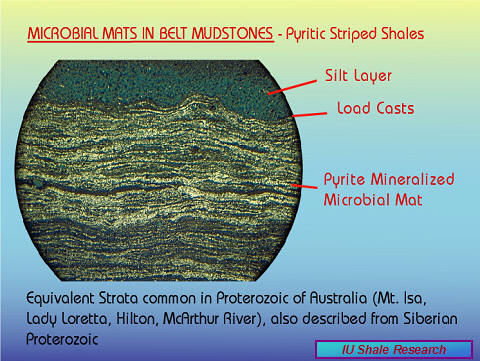 MICROBIAL MATS IN BELT MUDSTONES - Pyritic Striped Shales
Silt Layer
Load Casts
Pyrite Mineralized
Microbial Mat
Equivalent Strata common in Proterozoic of Australia (Mt. Isa,
Lady Loretta, Hilton, McArthur River), also described from Siberian
Proterozoic
IU Shale Research